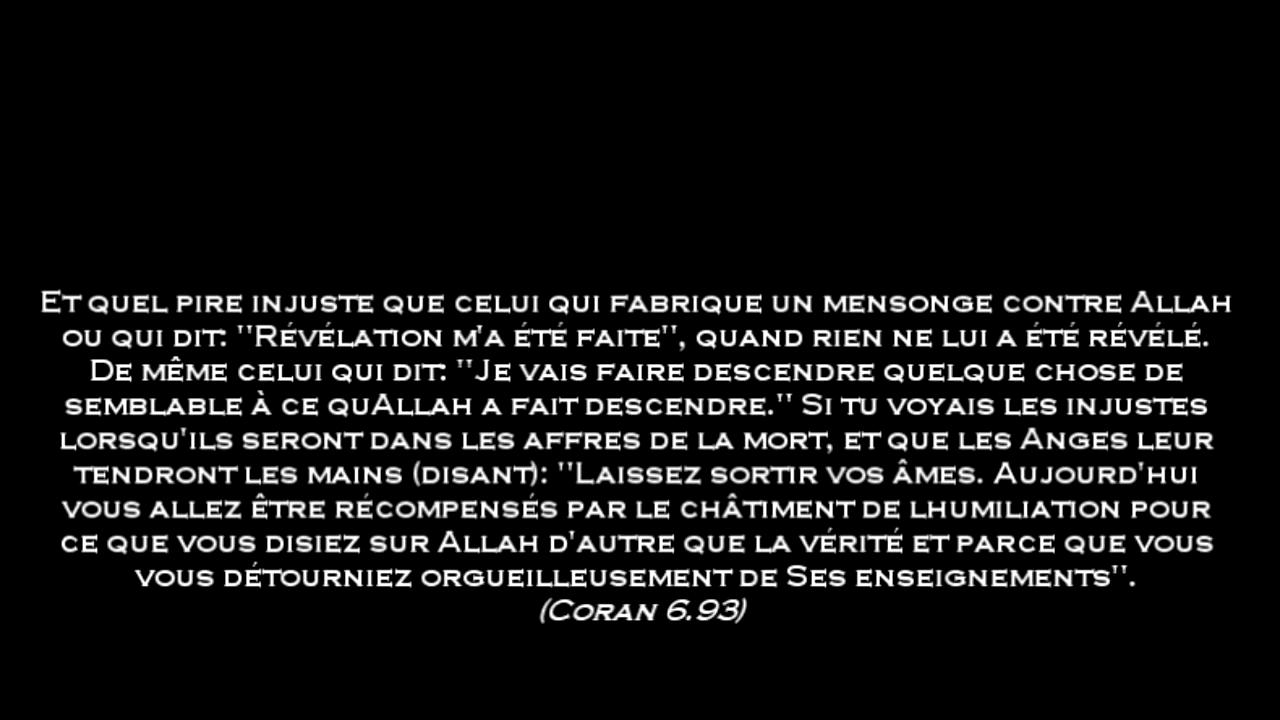 Et quel pire injuste que celui qui fabrique un mensonge contre Allah
ou qui dit: "Révélation m'a été faite", quand rien ne lui a été révélé.
De même celui qui dit: "Je vais faire descendre quelque chose de
semblable à ce quAllah a fait descendre." Si tu voyais les injustes
lorsqu'ils seront dans les affres de la mort, et que les Anges leur
tendront les mains (disant): "Laissez sortir vos âmes. Aujourd'hui
vous allez être récompensés par le châtiment de lhumiliation pour
ce que vous disiez sur Allah d'autre que la vérité et parce que vous
vous détourniez orgueilleusement de Ses enseignements".
(Coran 6.93)